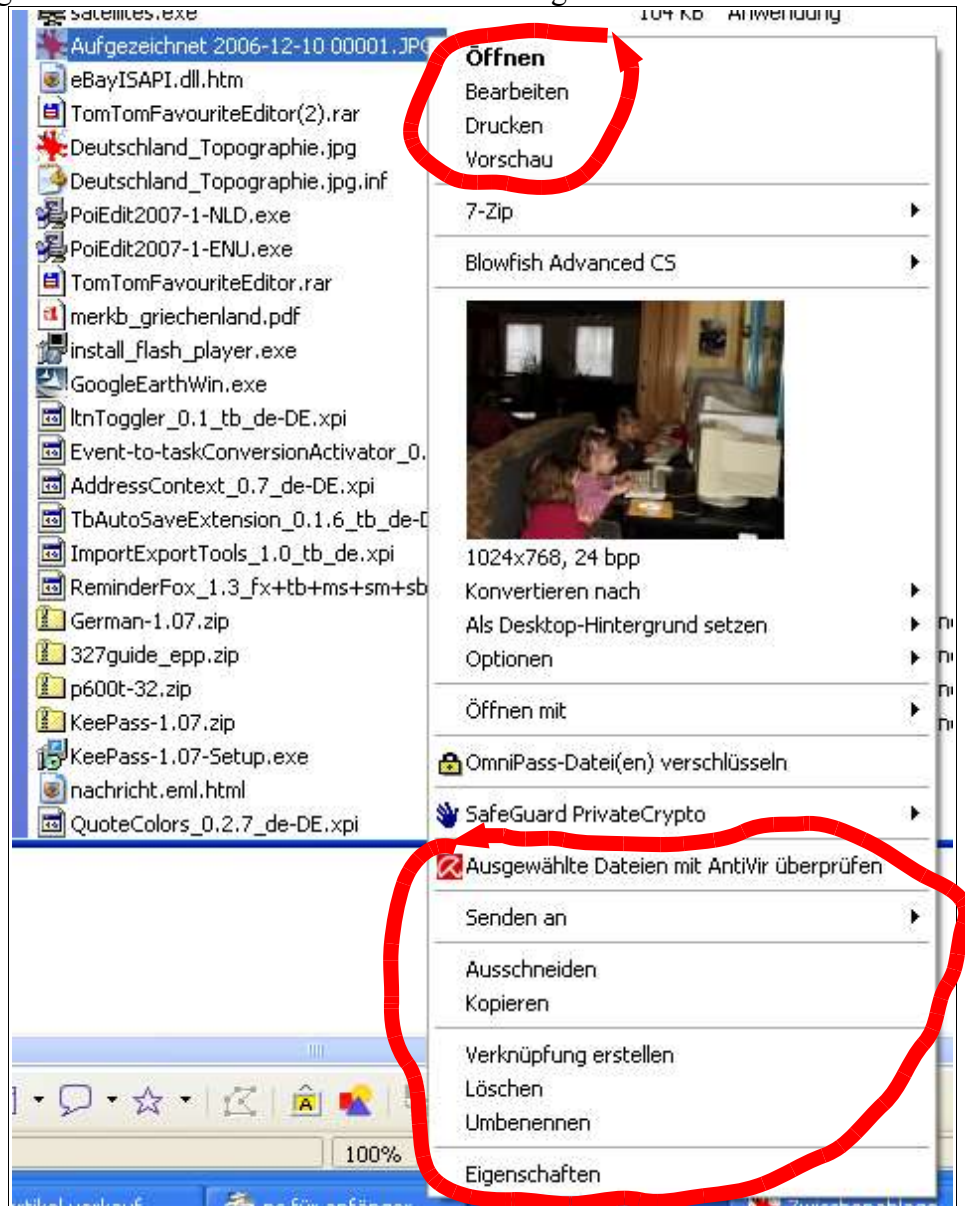 satellites.exe
104 KB Anwendung
Aufgezeichnet 2006-12-10 00001.JPG
eBayISAPI.dll.htm
TomTomFavouriteEditor(2).rar
Deutschland_Topographie.jpg
Deutschland_Topographie.jpg.inf
PoiEdit2007-1-NLD.exe
PoiEdit2007-1-ENU.exe
TomTomFavouriteEditor.rar
merkb_griechenland.pdf
install_flash_player.exe
GoogleEarthWin.exe
ltnToggler_0.1_tb_de-DE.xpi
Event-to-taskConversionActivator_0.
AddressContext_0.7_de-DE.xpi
TbAutoSaveExtension_0.1.6_tb_de-D
ImportExportTools_1.0_tb_de.xpi
ReminderFox_1.3_fx+tb+ms+sm+sb
German-1.07.zip
327guide_epp.zip
p600t-32.zip
KeePass-1.07.zip
KeePass-1.07-Setup.exe
nachricht.eml.html
QuoteColors_0.2.7_de-DE.xpi
Öffnen
Bearbeiten
Drucken
Vorschau
7-Zip
Blowfish Advanced CS
1024x768, 24 bpp
Konvertieren nach
Als Desktop-Hintergrund setzen
Optionen
Öffnen mit
OmniPass-Datei(en) verschlüsseln
SafeGuard PrivateCrypto
Ausgewählte Dateien mit AntiVir überprüfen
Senden an
Ausschneiden
Kopieren
Verknüpfung erstellen
Löschen
Umbenennen
Eigenschaften
100%
pc für anfänger
Zwischenablage